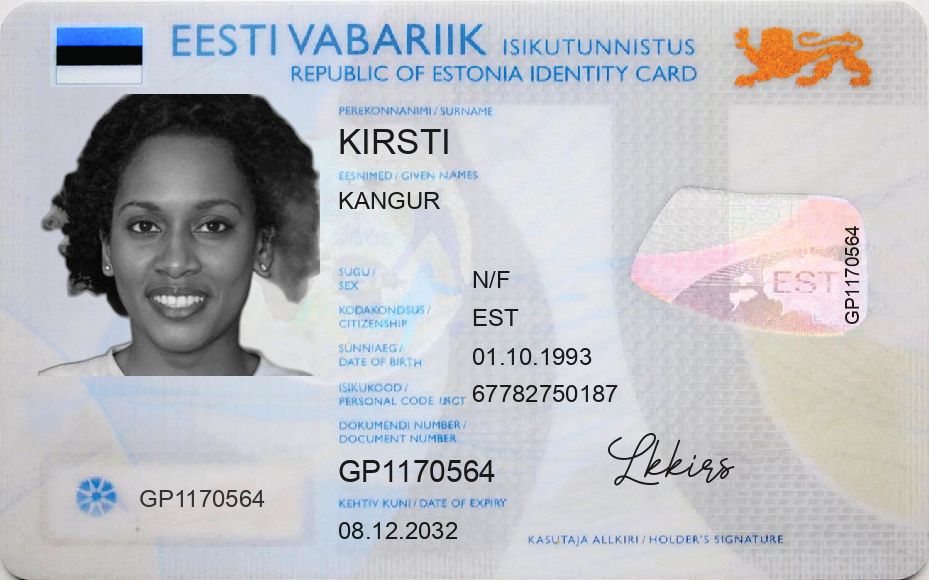 EESTI VABARIIK ISIKUTUNNISTUS
REPUBLIC OF ESTONIA IDENTITY CARD
PEREKONNANIMI / SURNAME
KIRSTI
EESNIMED / GIVEN NAMES
KANGUR
SUGU / SEX
N/F
KODAKONDSUS / CITIZENSHIP
EST
SÜNNIAEG / DATE OF BIRTH
01.10.1993
ISIKUKOOD / PERSONAL CODE
67782750187
DOKUMENDI NUMBER / DOCUMENT NUMBER
GP1170564
KEHTIV KUNI / DATE OF EXPIRY
08.12.2032
GP1170564
EST
GP1170564
Lkkirs
KASUTAJA ALLKIRI / HOLDER'S SIGNATURE